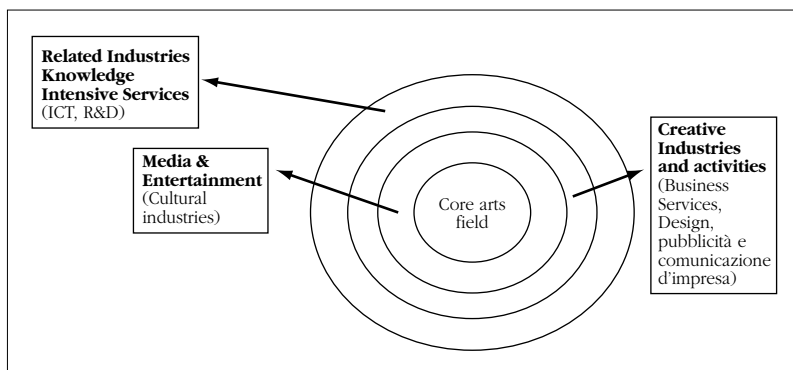 Related Industries
Knowledge
Intensive Services
(ICT, R&D)
Media &
Entertainment
(Cultural
industries)
Core arts
field
Creative
Industries
and activities
(Business
Services,
Design,
pubblicità e
comunicazione
d'impresa)